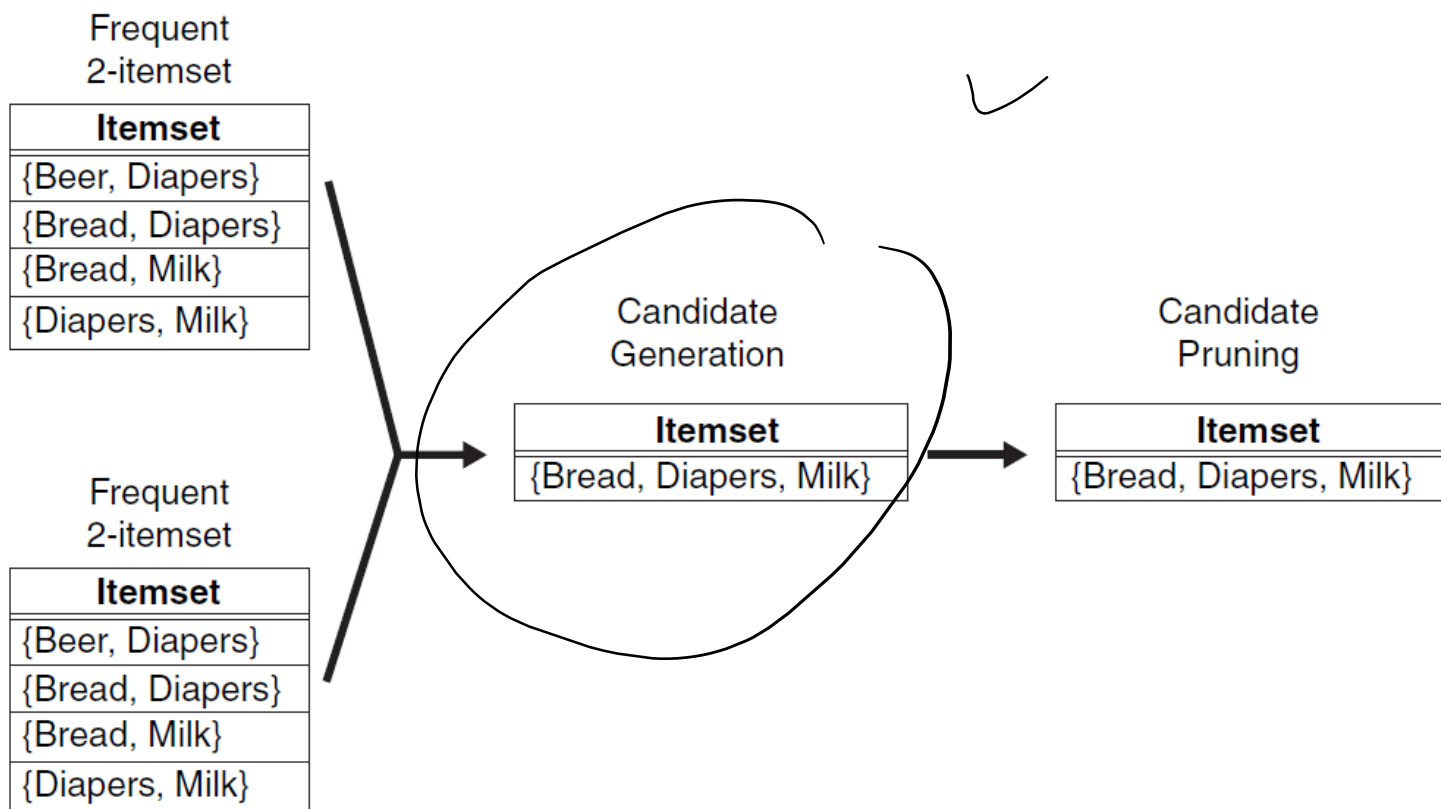 Frequent
2-itemset
Itemset
{Beer, Diapers}
{Bread, Diapers}
{Bread, Milk}
{Diapers, Milk}
Frequent
2-itemset
Itemset
{Beer, Diapers}
{Bread, Diapers}
{Bread, Milk}
{Diapers, Milk}
Candidate
Generation
Itemset
{Bread, Diapers, Milk}
Candidate
Pruning
Itemset
{Bread, Diapers, Milk}